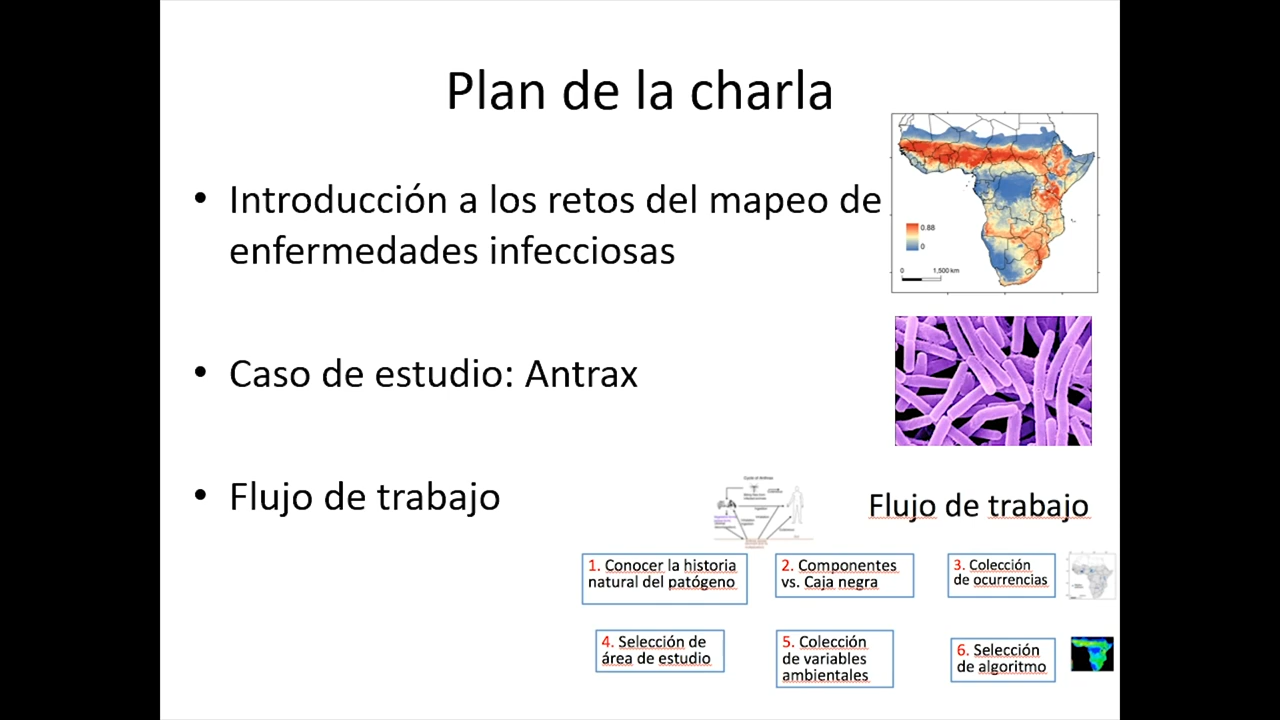 Plan de la charla
• Introducción a los retos del mapeo de
enfermedades infecciosas
0.88
0
0 1,500 km
• Caso de estudio: Antrax
• Flujo de trabajo
Cycle of Anthrax
Flujo de trabajo
1. Conocer la historia
natural del patógeno
2. Componentes
vs. Caja negra
3. Colección
de ocurrencias
4. Selección de
área de estudio
5. Colección
de variables
ambientales
6. Selección
de algoritmo